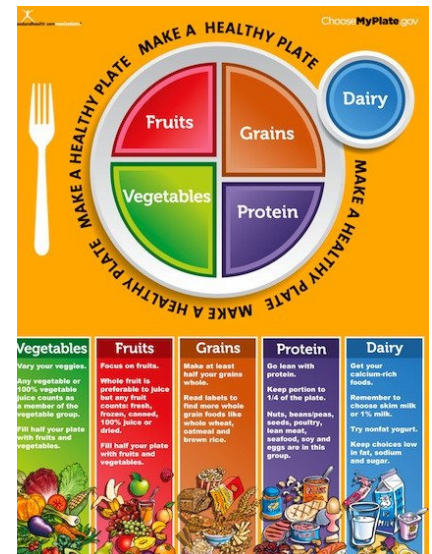 foodandhealth.com
ChooseMyPlate.gov
MAKE A HEALTHY PLATE
MAKE A HEALTHY PLATE
MAKE A HEALTHY PLATE
MAKE A HEALTHY PLATE
Fruits
Grains
Dairy
Vegetables
Protein
Vegetables
Vary your veggies.
Any vegetable or
100% vegetable
juice counts as
a member of the
vegetable group.
Fill half your plate
with fruits and
vegetables.
Fruits
Focus on fruits.
Whole fruit is
preferable to juice
but any fruit
counts: fresh,
frozen, canned,
100% juice or
dried.
Fill half your plate
with fruits and
vegetables.
Grains
Make at least
half your grains
whole.
Read labels to
find more whole
grain foods like
whole wheat,
oatmeal and
brown rice.
Protein
Go lean with
protein.
Keep portion to
1/4 of the plate.
Nuts, beans/peas,
seeds, poultry,
lean meat,
seafood, soy and
eggs are in this
group.
Dairy
Get your
calcium-rich
foods.
Remember to
choose skim milk
or 1% milk.
Try nonfat yogurt.
Keep choices low
in fat, sodium
and sugar.